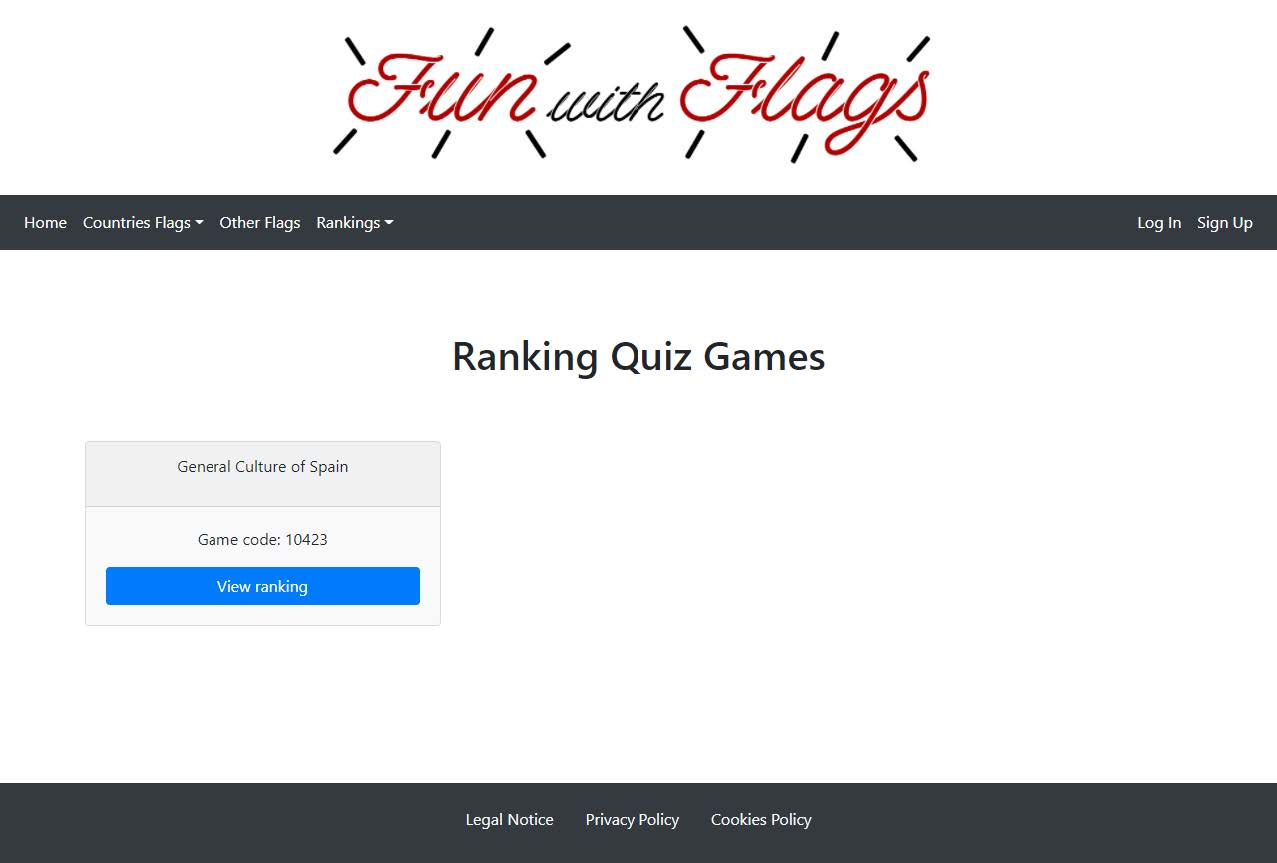 Fun with Flags
Home Countries Flags Other Flags Rankings Log In Sign Up
Ranking Quiz Games
General Culture of Spain
Game code: 10423
View ranking
Legal Notice Privacy Policy Cookies Policy